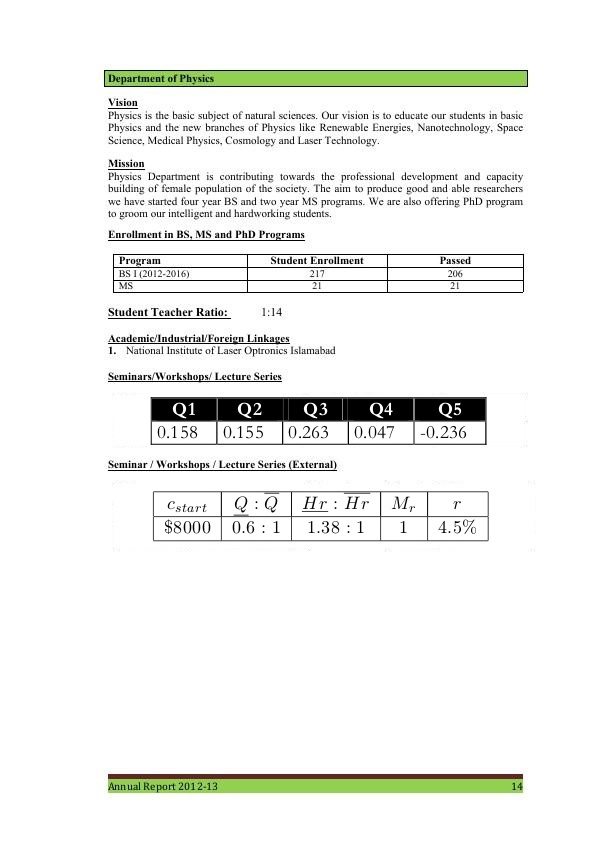 Department of Physics
Vision
Physics is the basic subject of natural sciences. Our vision is to educate our students in basic
Physics and the new branches of Physics like Renewable Energies, Nanotechnology, Space
Science, Medical Physics, Cosmology and Laser Technology.
Mission
Physics Department is contributing towards the professional development and capacity
building of female population of the society. The aim to produce good and able researchers
we have started four year BS and two year MS programs. We are also offering PhD program
to groom our intelligent and hardworking students.
Enrollment in BS, MS and PhD Programs
Program Student Enrollment Passed
BS I (2012-2016) 217 206
MS 21 21
Student Teacher Ratio: 1:14
Academic/Industrial/Foreign Linkages
1. National Institute of Laser Optronics Islamabad
Seminars/Workshops/ Lecture Series
Q1 Q2 Q3 Q4 Q5
0.158 0.155 0.263 0.047 -0.236
Seminar / Workshops / Lecture Series (External)
c_start Q̲ : Q̅ H̲r̲ : H̅r̅ M_r r
$8000 0.6 : 1 1.38 : 1 1 4.5%
Annual Report 2012-13 14